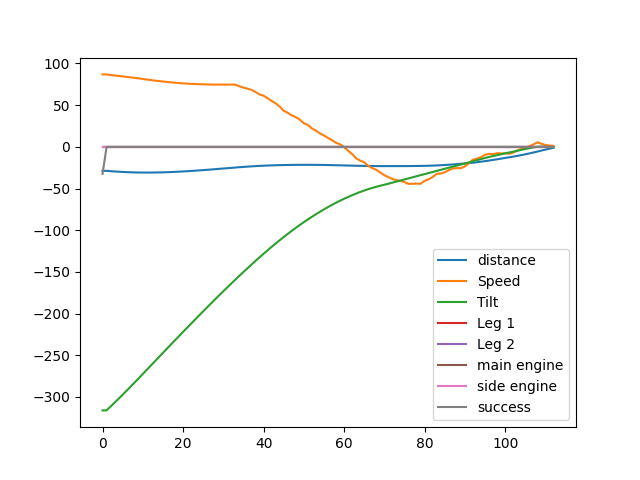 100
50
0
−50
−100
−150
−200
−250
−300
0 20 40 60 80 100
distance
Speed
Tilt
Leg 1
Leg 2
main engine
side engine
success